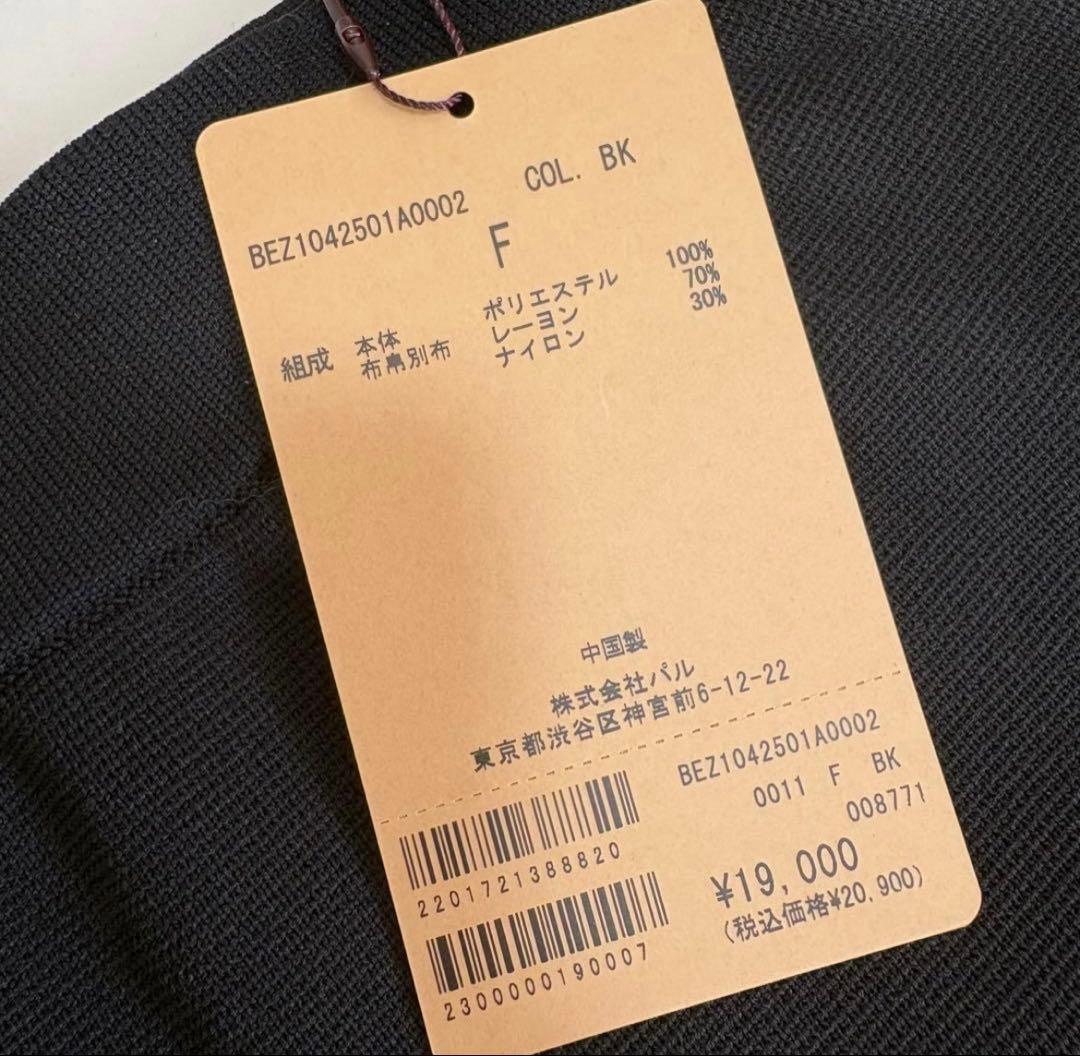 BEZ1042501A0002 COL. BK
F
組成 本体 ポリエステル 100%
布帛別布 レーヨン 70%
ナイロン 30%
中国製
株式会社パル
東京都渋谷区神宮前6-12-22
BEZ1042501A0002
0011 F BK
008771
2201721388820
¥19,000
(税込価格¥20,900)
2300000190007